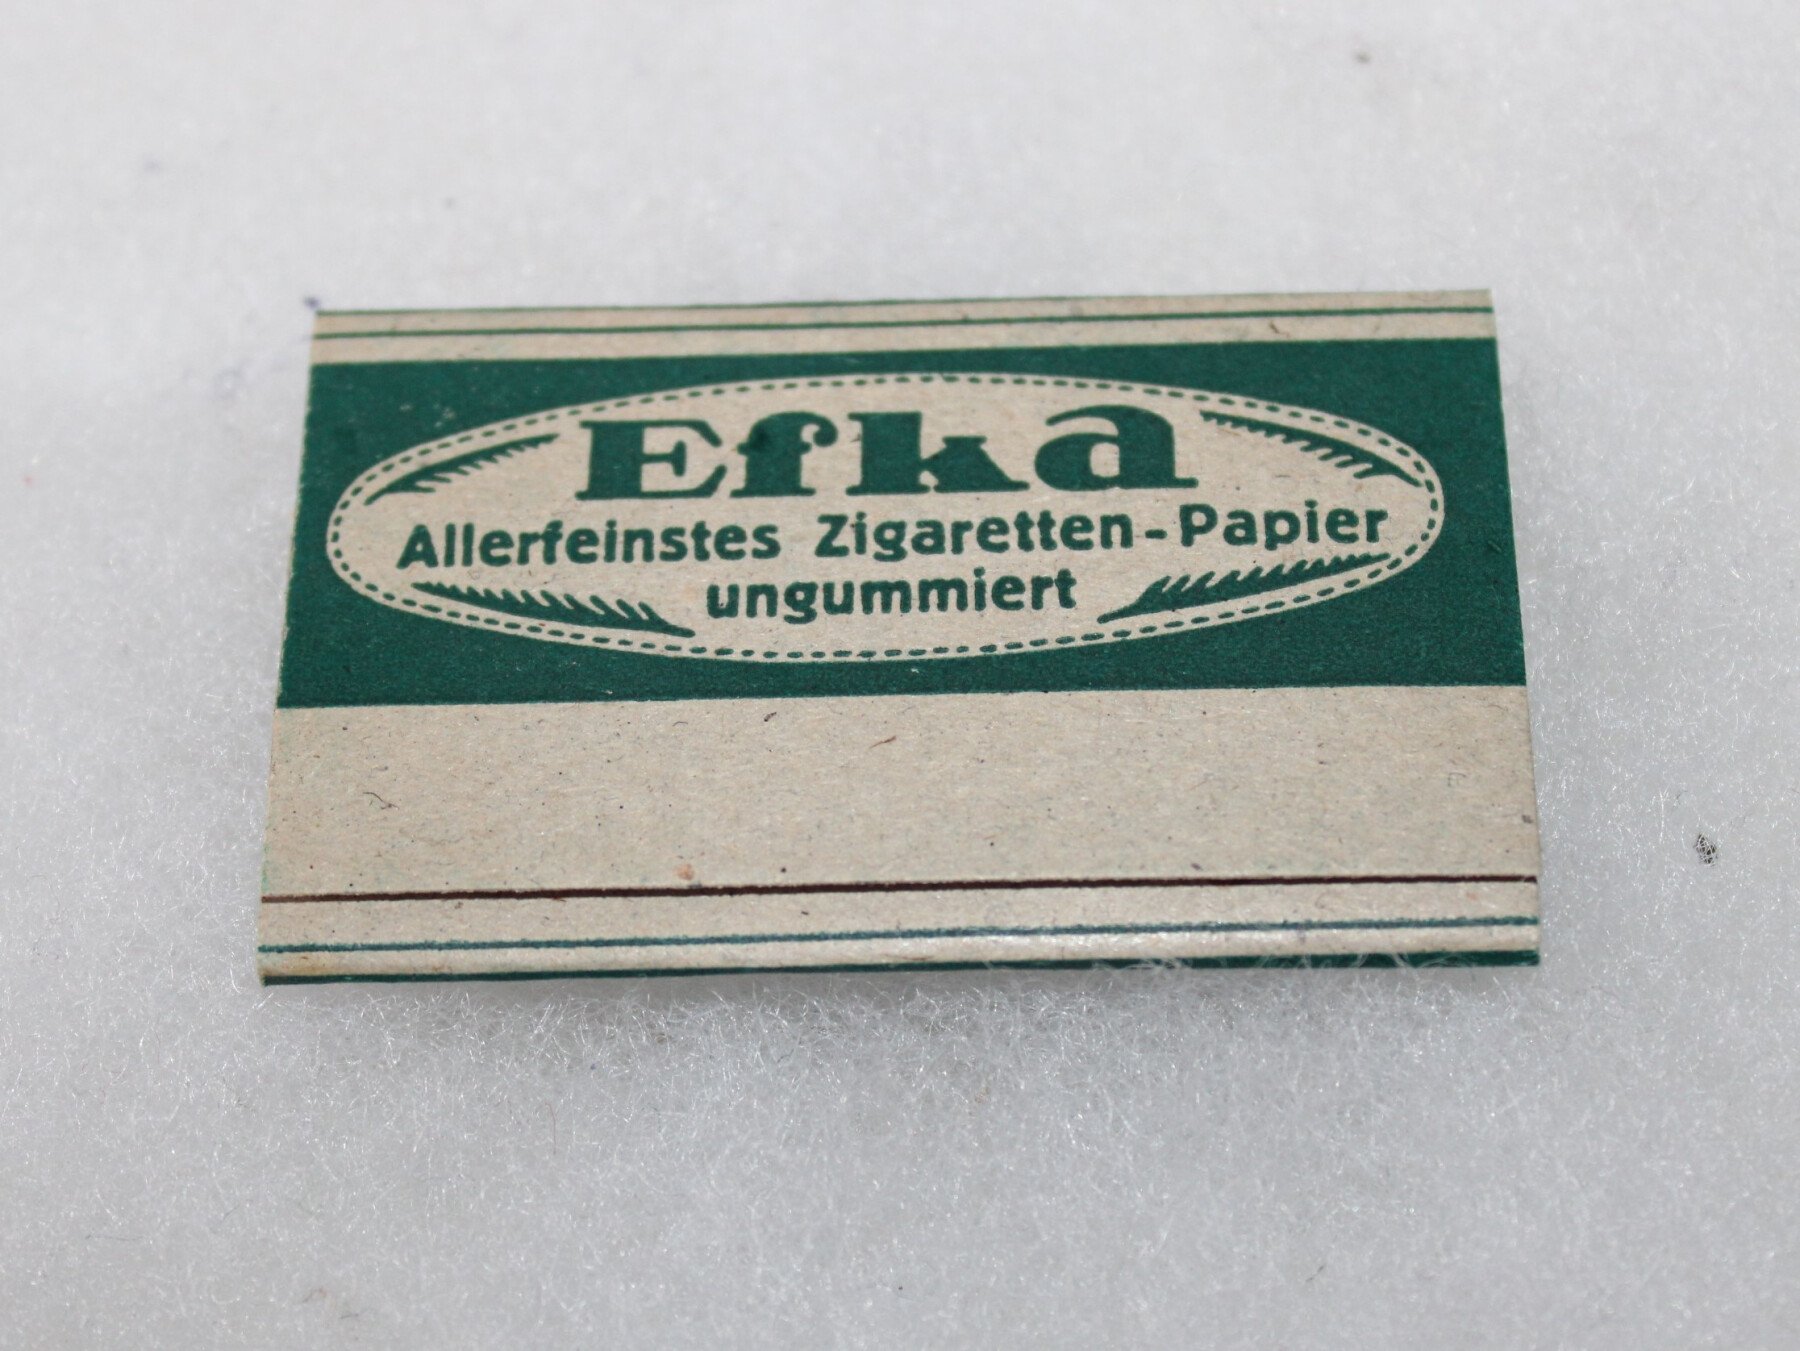 Efka
Allerfeinstes Zigaretten-Papier
ungummiert